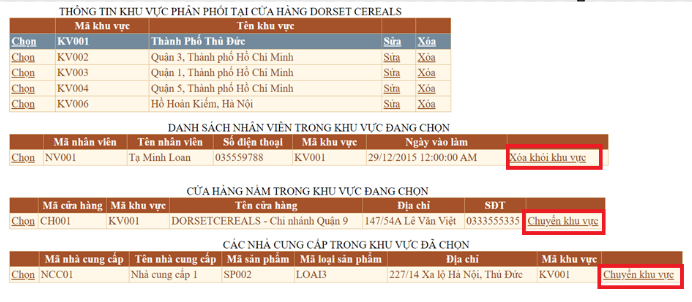 THÔNG TIN KHU VỰC PHÂN PHỐI TẠI CỬA HÀNG DORSET CEREALS
Mã khu vực Tên khu vực
Chọn KV001 Thành Phố Thủ Đức Sửa Xóa
Chọn KV002 Quận 3, Thành phố Hồ Chí Minh Sửa Xóa
Chọn KV003 Quận 1, Thành phố Hồ Chí Minh Sửa Xóa
Chọn KV004 Quận 5, Thành phố Hồ Chí Minh Sửa Xóa
Chọn KV006 Hồ Hoàn Kiếm, Hà Nội Sửa Xóa
DANH SÁCH NHÂN VIÊN TRONG KHU VỰC ĐANG CHỌN
Mã nhân viên Tên nhân viên Số điện thoại Mã khu vực Ngày vào làm
Chọn NV001 Tạ Minh Loan 035559788 KV001 29/12/2015 12:00:00 AM Xóa khỏi khu vực
CỬA HÀNG NẰM TRONG KHU VỰC ĐANG CHỌN
Mã cửa hàng Mã khu vực Tên cửa hàng Địa chỉ SĐT
Chọn CH001 KV001 DORSETCEREALS - Chi nhánh Quận 9 147/54A Lê Văn Việt 0333555335 Chuyển khu vực
CÁC NHÀ CUNG CẤP TRONG KHU VỰC ĐÃ CHỌN
Mã nhà cung cấp Tên nhà cung cấp Mã sản phẩm Mã loại sản phẩm Địa chỉ Mã khu vực
Chọn NCC01 Nhà cung cấp 1 SP002 LOAI3 227/14 Xa lộ Hà Nội, Thủ Đức KV001 Chuyển khu vực